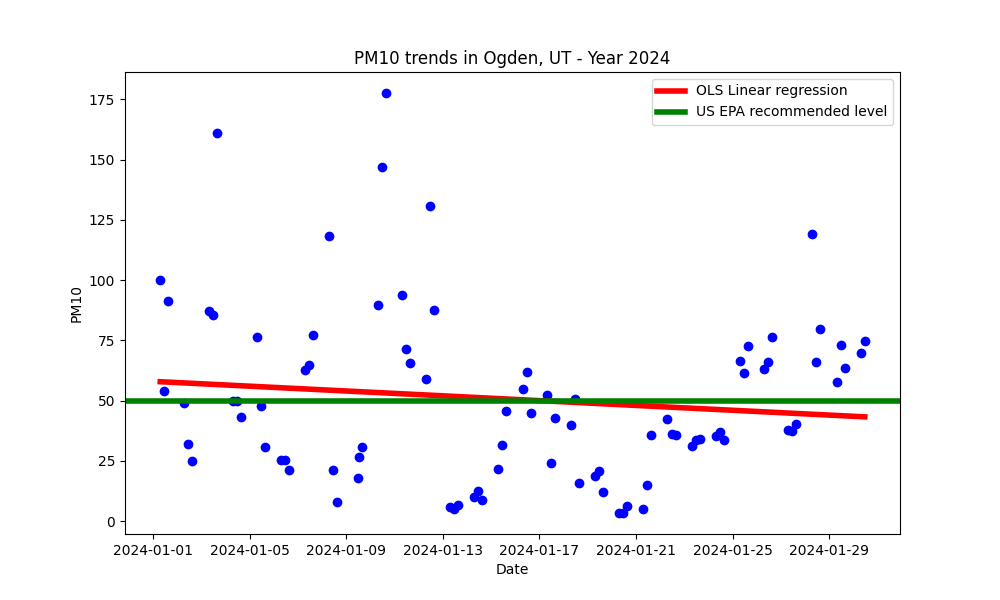 PM10 trends in Ogden, UT - Year 2024
OLS Linear regression
US EPA recommended level
175
150
125
100
75
50
25
0
PM10
2024-01-01 2024-01-05 2024-01-09 2024-01-13 2024-01-17 2024-01-21 2024-01-25 2024-01-29
Date